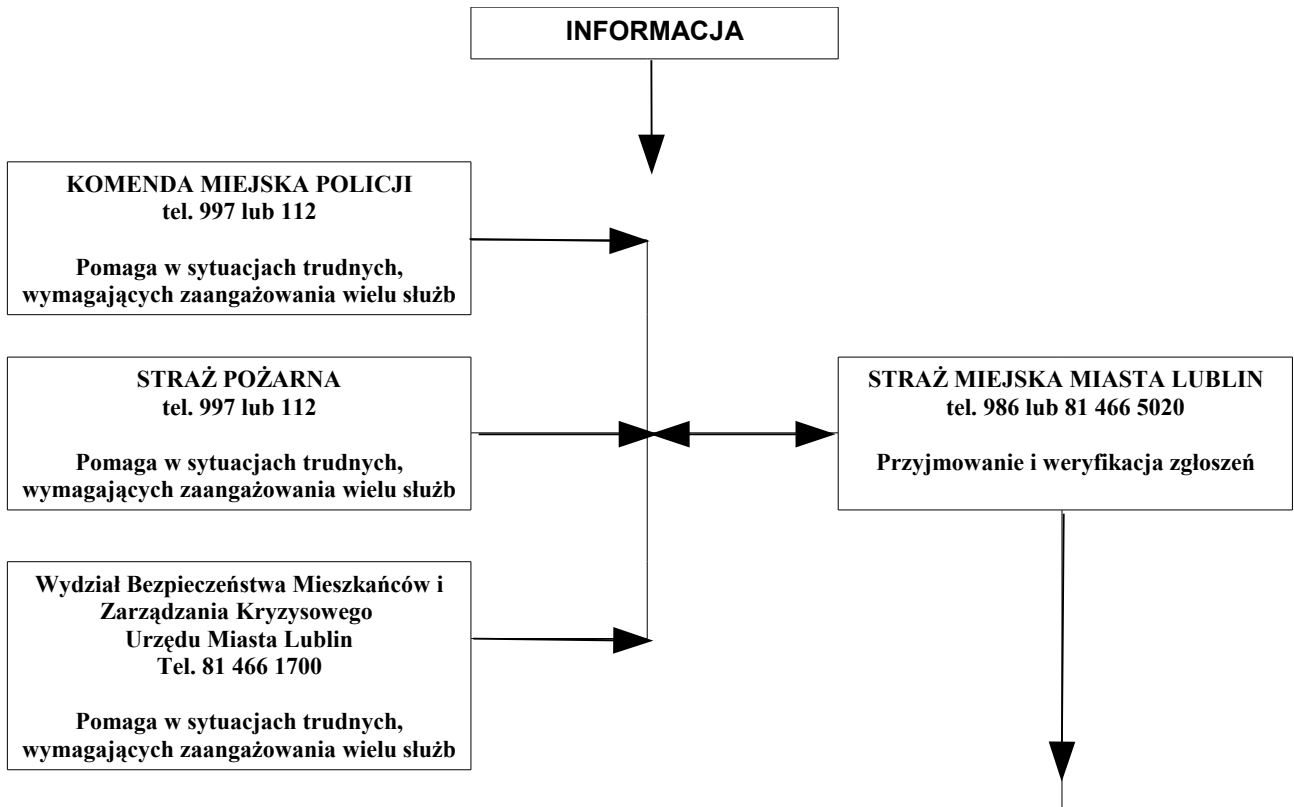 INFORMACJA
KOMENDA MIEJSKA POLICJI
tel. 997 lub 112
Pomaga w sytuacjach trudnych,
wymagających zaangażowania wielu służb
STRAŻ POŻARNA
tel. 997 lub 112
Pomaga w sytuacjach trudnych,
wymagających zaangażowania wielu służb
STRAŻ MIEJSKA MIASTA LUBLIN
tel. 986 lub 81 466 5020
Przyjmowanie i weryfikacja zgłoszeń
Wydział Bezpieczeństwa Mieszkańców i
Zarządzania Kryzysowego
Urzędu Miasta Lublin
Tel. 81 466 1700
Pomaga w sytuacjach trudnych,
wymagających zaangażowania wielu służb